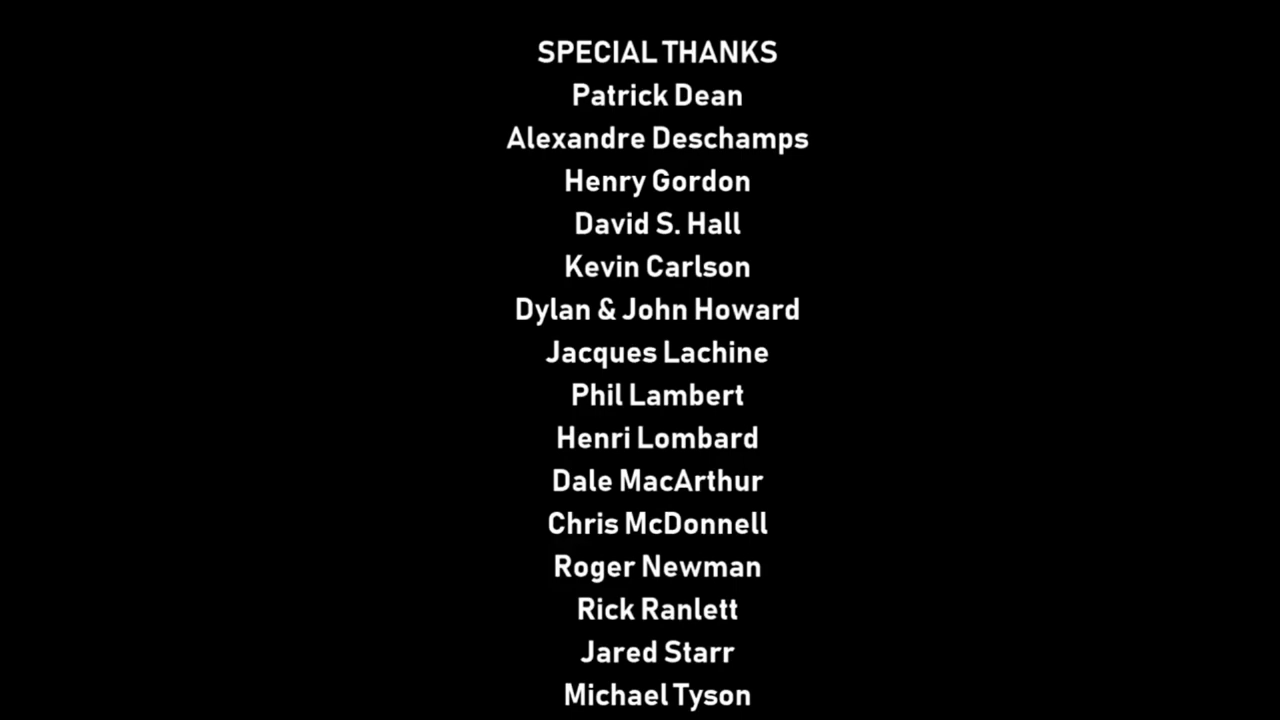 SPECIAL THANKS
Patrick Dean
Alexandre Deschamps
Henry Gordon
David S. Hall
Kevin Carlson
Dylan & John Howard
Jacques Lachine
Phil Lambert
Henri Lombard
Dale MacArthur
Chris McDonnell
Roger Newman
Rick Ranlett
Jared Starr
Michael Tyson